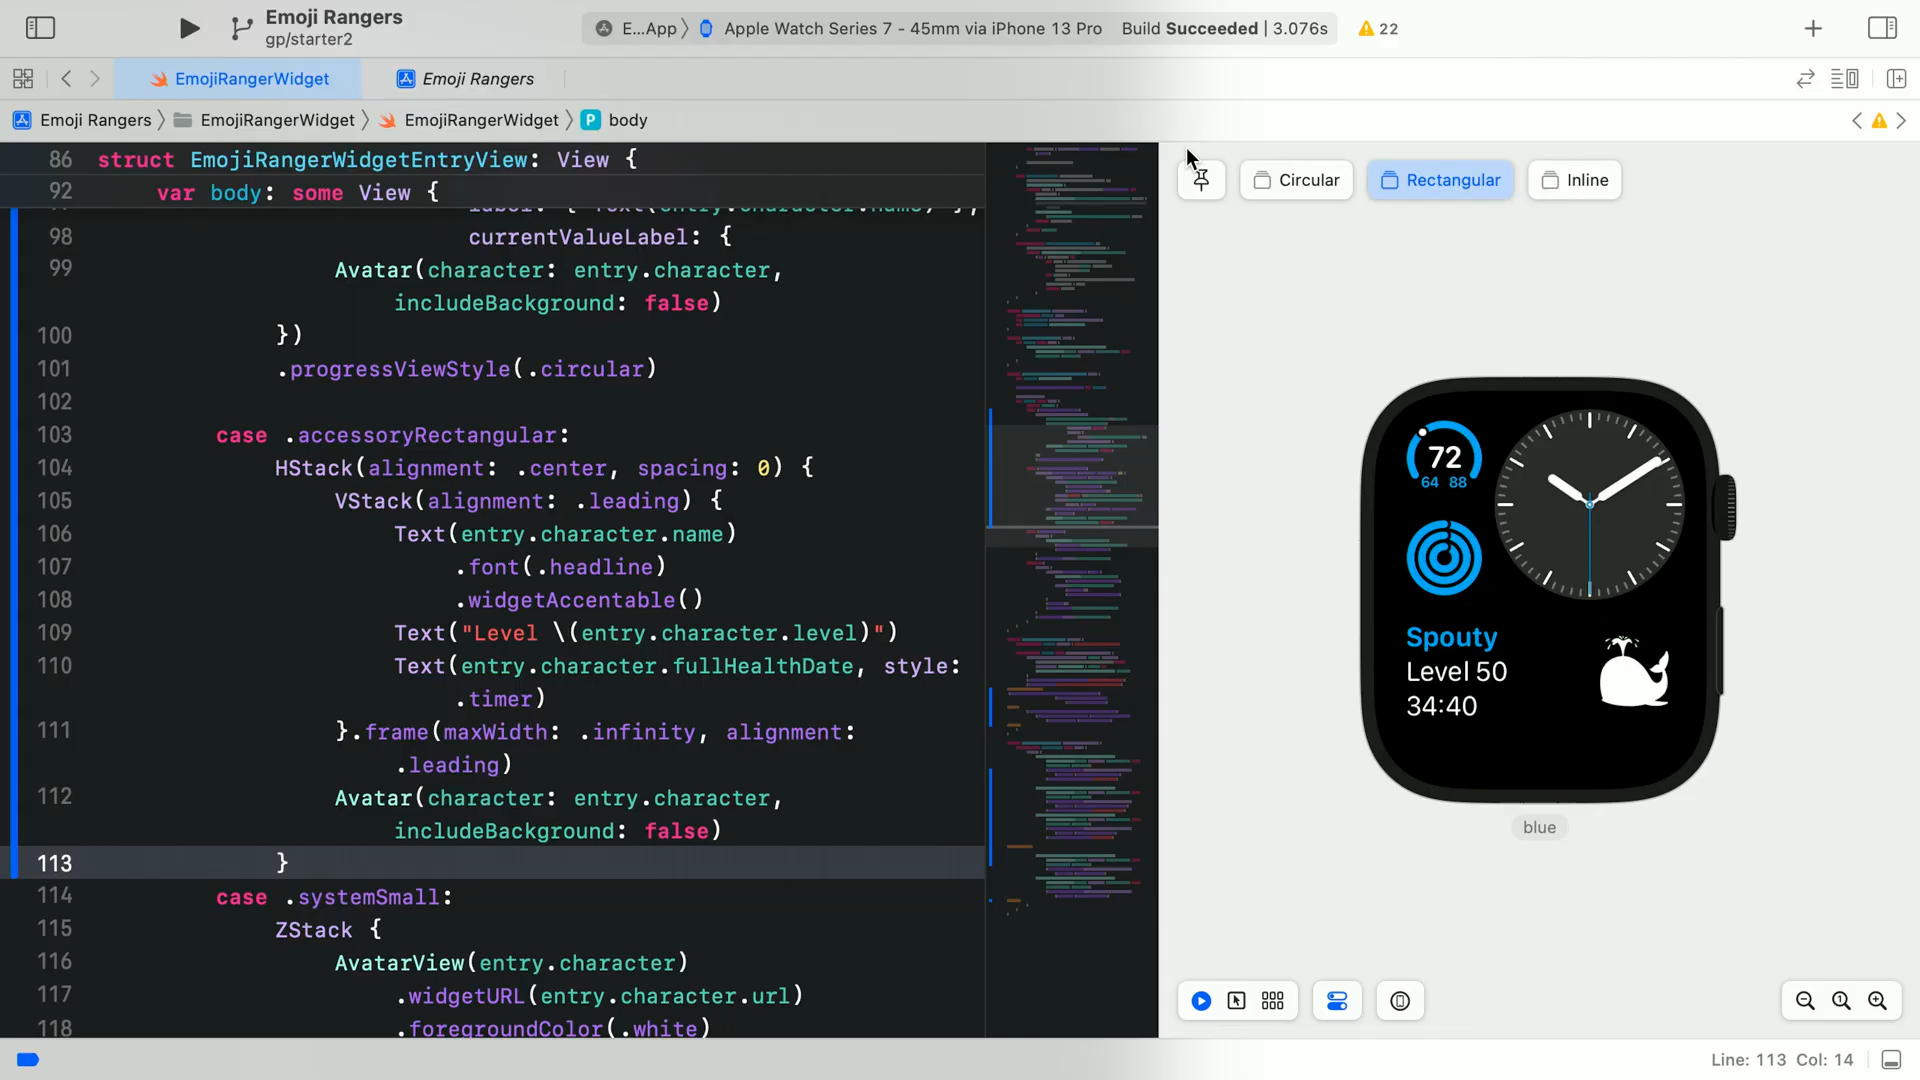 Emoji Rangers
gp/starter2
E...App Apple Watch Series 7 - 45mm via iPhone 13 Pro Build Succeeded | 3.076s 22
EmojiRangerWidget Emoji Rangers
Emoji Rangers EmojiRangerWidget EmojiRangerWidget P body
86 struct EmojiRangerWidgetEntryView: View {
92 var body: some View {
98 currentValueLabel: {
99 Avatar(character: entry.character,
includeBackground: false)
100 })
101 .progressViewStyle(.circular)
102
103 case .accessoryRectangular:
104 HStack(alignment: .center, spacing: 0) {
105 VStack(alignment: .leading) {
106 Text(entry.character.name)
107 .font(.headline)
108 .widgetAccentable()
109 Text("Level \(entry.character.level)")
110 Text(entry.character.fullHealthDate, style:
.timer)
111 }.frame(maxWidth: .infinity, alignment:
.leading)
112 Avatar(character: entry.character,
includeBackground: false)
113 }
114 case .systemSmall:
115 ZStack {
116 AvatarView(entry.character)
117 .widgetURL(entry.character.url)
118 .foregroundColor(.white)
Circular Rectangular Inline
72
64 88
Spouty
Level 50
34:40
blue
Line: 113 Col: 14